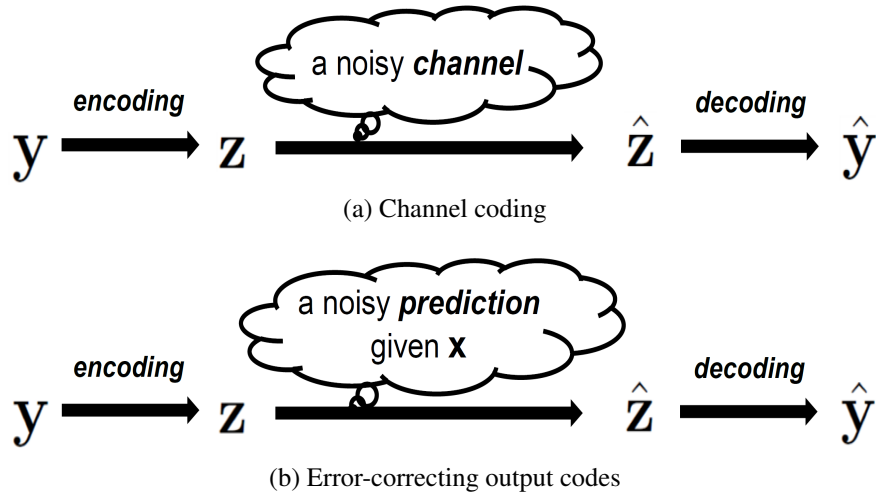 a noisy channel
encoding
decoding
y z ẑ ŷ
(a) Channel coding
a noisy prediction
given x
encoding
decoding
y z ẑ ŷ
(b) Error-correcting output codes